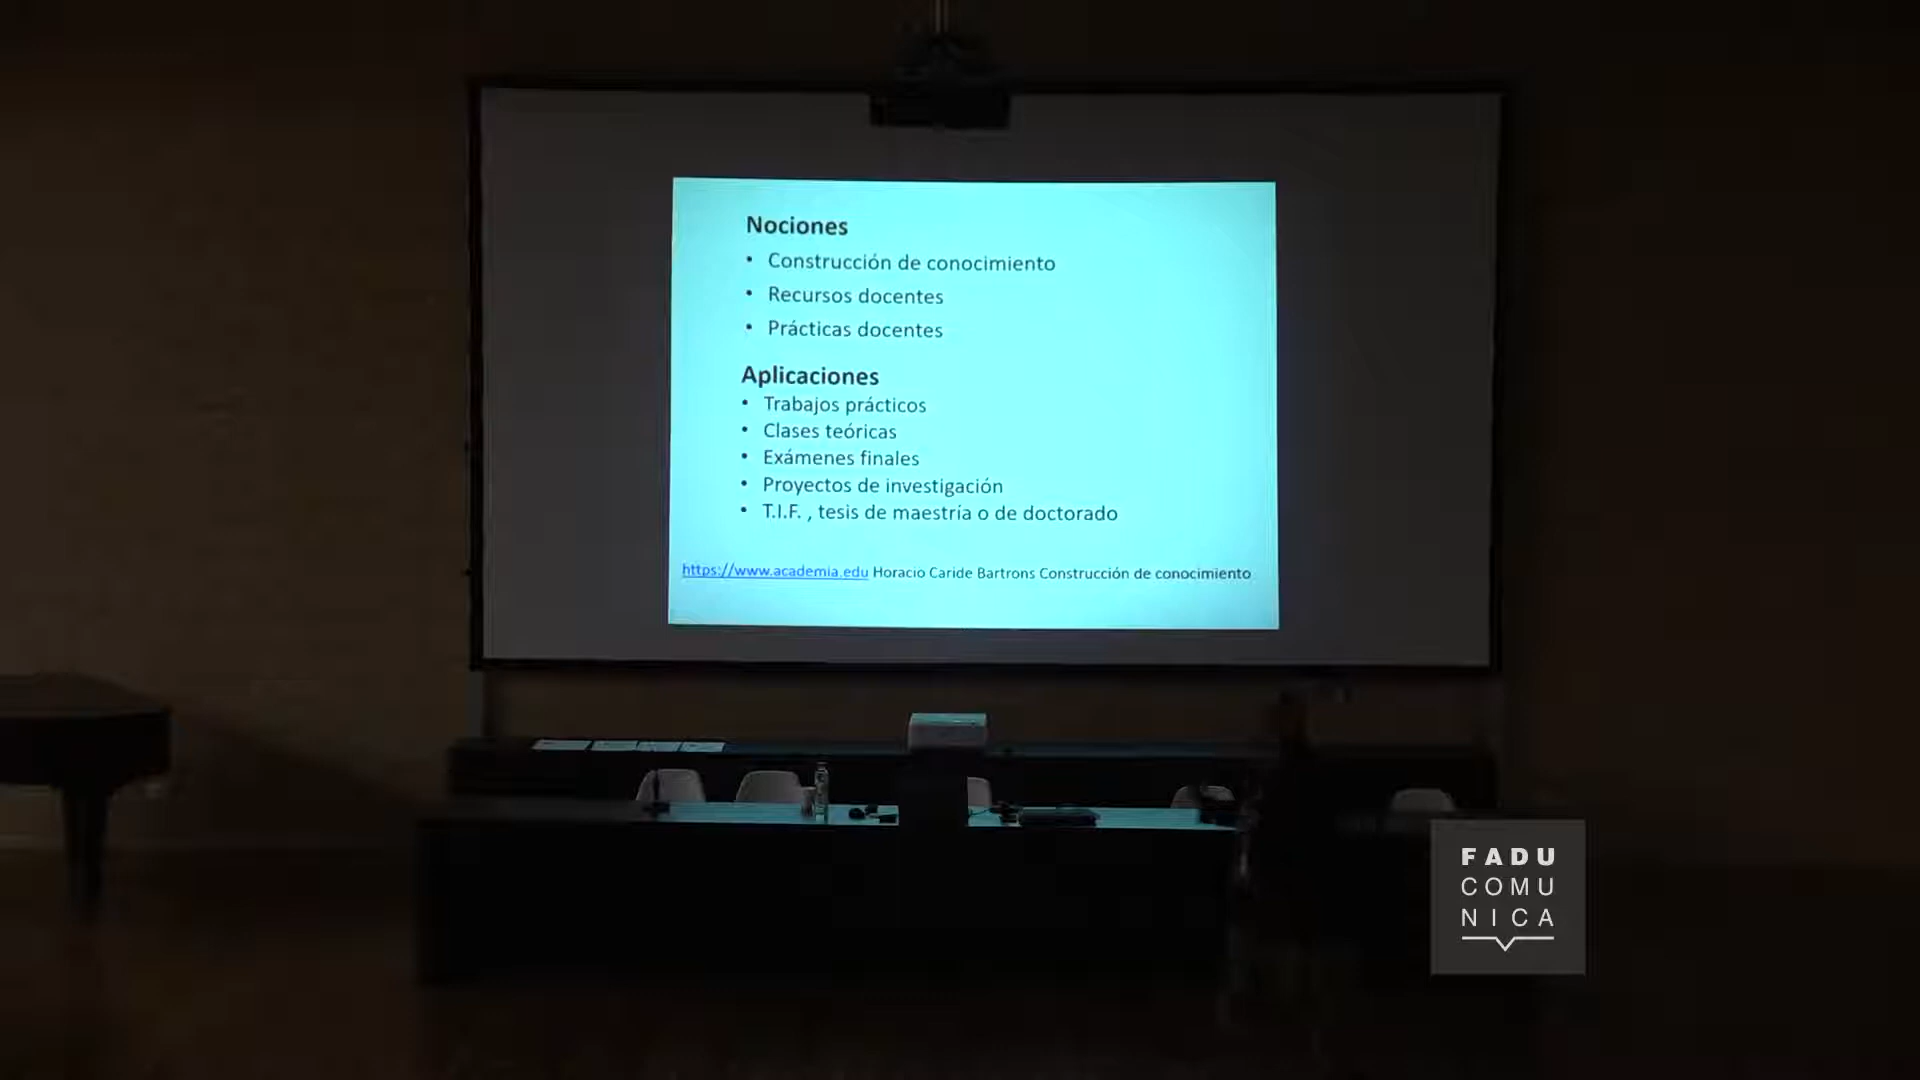 Nociones
• Construcción de conocimiento
• Recursos docentes
• Prácticas docentes
Aplicaciones
• Trabajos prácticos
• Clases teóricas
• Exámenes finales
• Proyectos de investigación
• T.I.F. , tesis de maestría o de doctorado
https://www.academia.edu Horacio Caride Bartrons Construcción de conocimiento
FADU
COMU
NICA